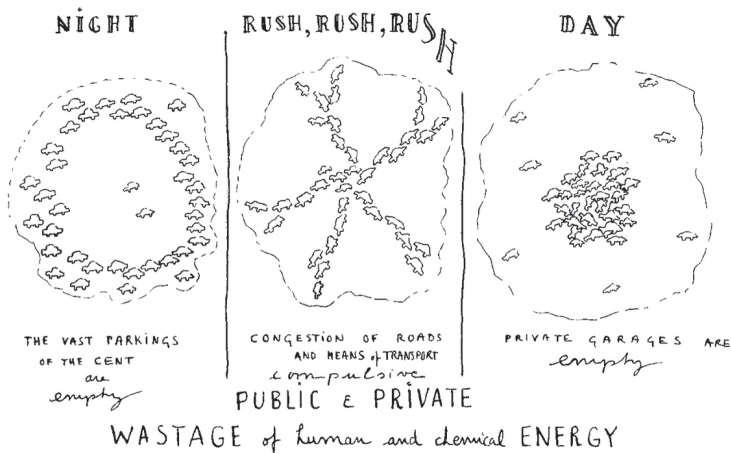 NIGHT
THE VAST PARKINGS
OF THE CENT
are
empty
RUSH, RUSH, RUSH
CONGESTION OF ROADS
AND MEANS of TRANSPORT
compulsive
DAY
PRIVATE GARAGES ARE
empty
PUBLIC & PRIVATE
WASTAGE of human and chemical ENERGY